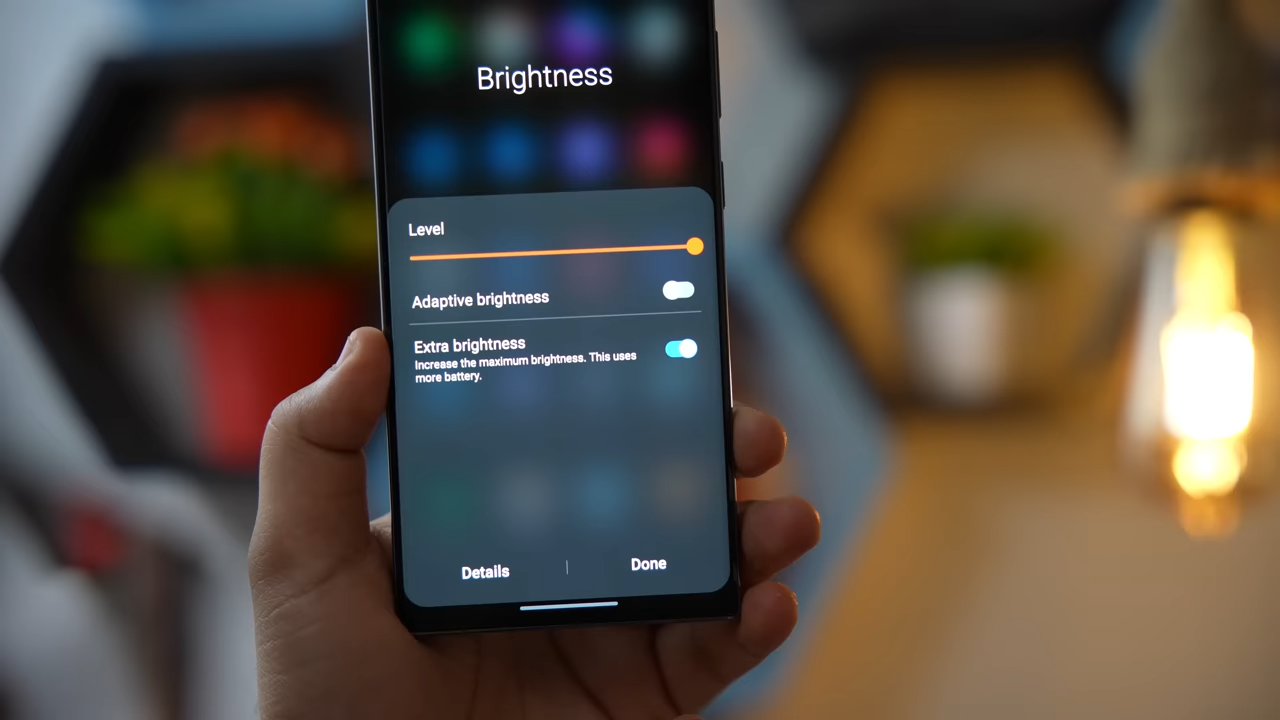 Brightness
Level
Adaptive brightness
Extra brightness
Increase the maximum brightness. This uses
more battery.
Details
Done